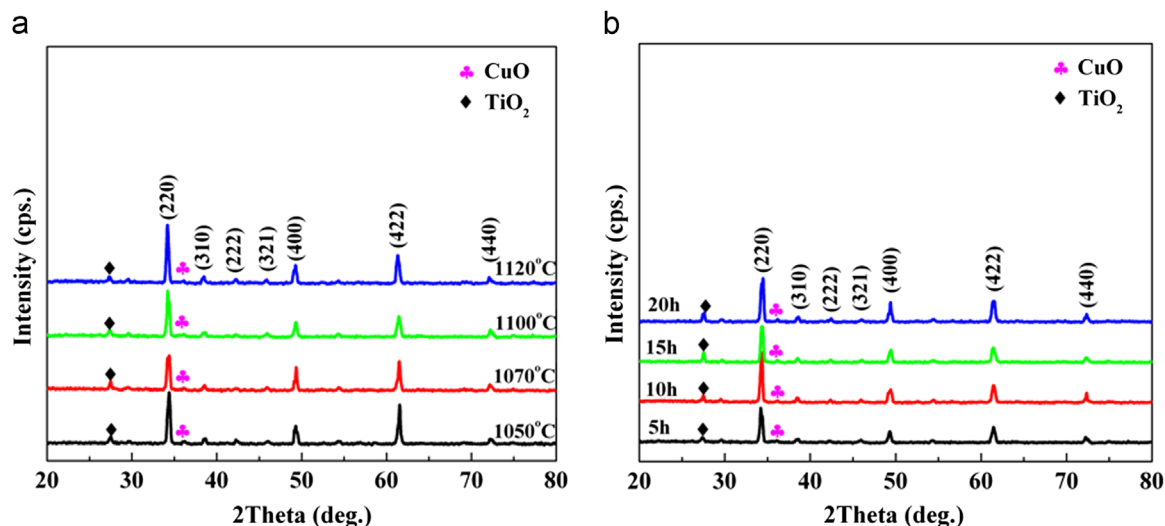 a
♣ CuO
♦ TiO₂
(220)
(310)
(222)
(321)
(400)
(422)
(440)
1120°C
1100°C
1070°C
1050°C
Intensity (cps.)
20 30 40 50 60 70 80
2Theta (deg.)
b
♣ CuO
♦ TiO₂
(220)
(310)
(222)
(321)
(400)
(422)
(440)
20h
15h
10h
5h
Intensity (cps.)
20 30 40 50 60 70 80
2Theta (deg.)